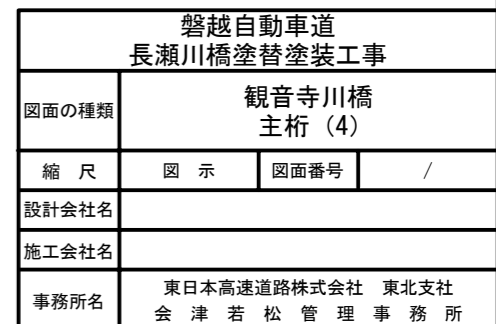 磐越自動車道
長瀬川橋塗替塗装工事
図面の種類
観音寺川橋
主桁（4）
縮　尺
図　示
図面番号
/
設計会社名
施工会社名
事務所名
東日本高速道路株式会社　東北支社
会　津　若　松　管　理　事　務　所